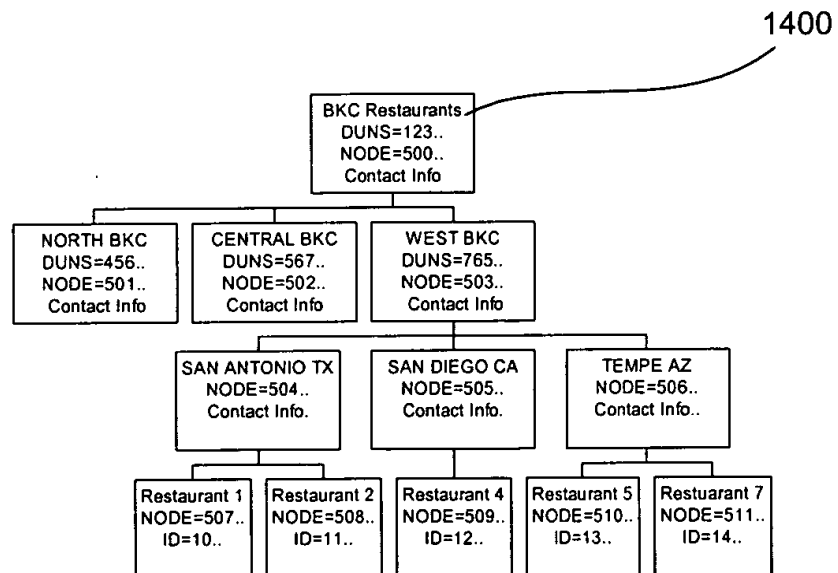 1400
BKC Restaurants
DUNS=123..
NODE=500..
Contact Info
NORTH BKC
DUNS=456..
NODE=501..
Contact Info
CENTRAL BKC
DUNS=567..
NODE=502..
Contact Info
WEST BKC
DUNS=765..
NODE=503..
Contact Info
SAN ANTONIO TX
NODE=504..
Contact Info.
SAN DIEGO CA
NODE=505..
Contact Info.
TEMPE AZ
NODE=506..
Contact Info..
Restaurant 1
NODE=507..
ID=10..
Restaurant 2
NODE=508..
ID=11..
Restaurant 4
NODE=509..
ID=12..
Restaurant 5
NODE=510..
ID=13..
Restuarant 7
NODE=511..
ID=14..